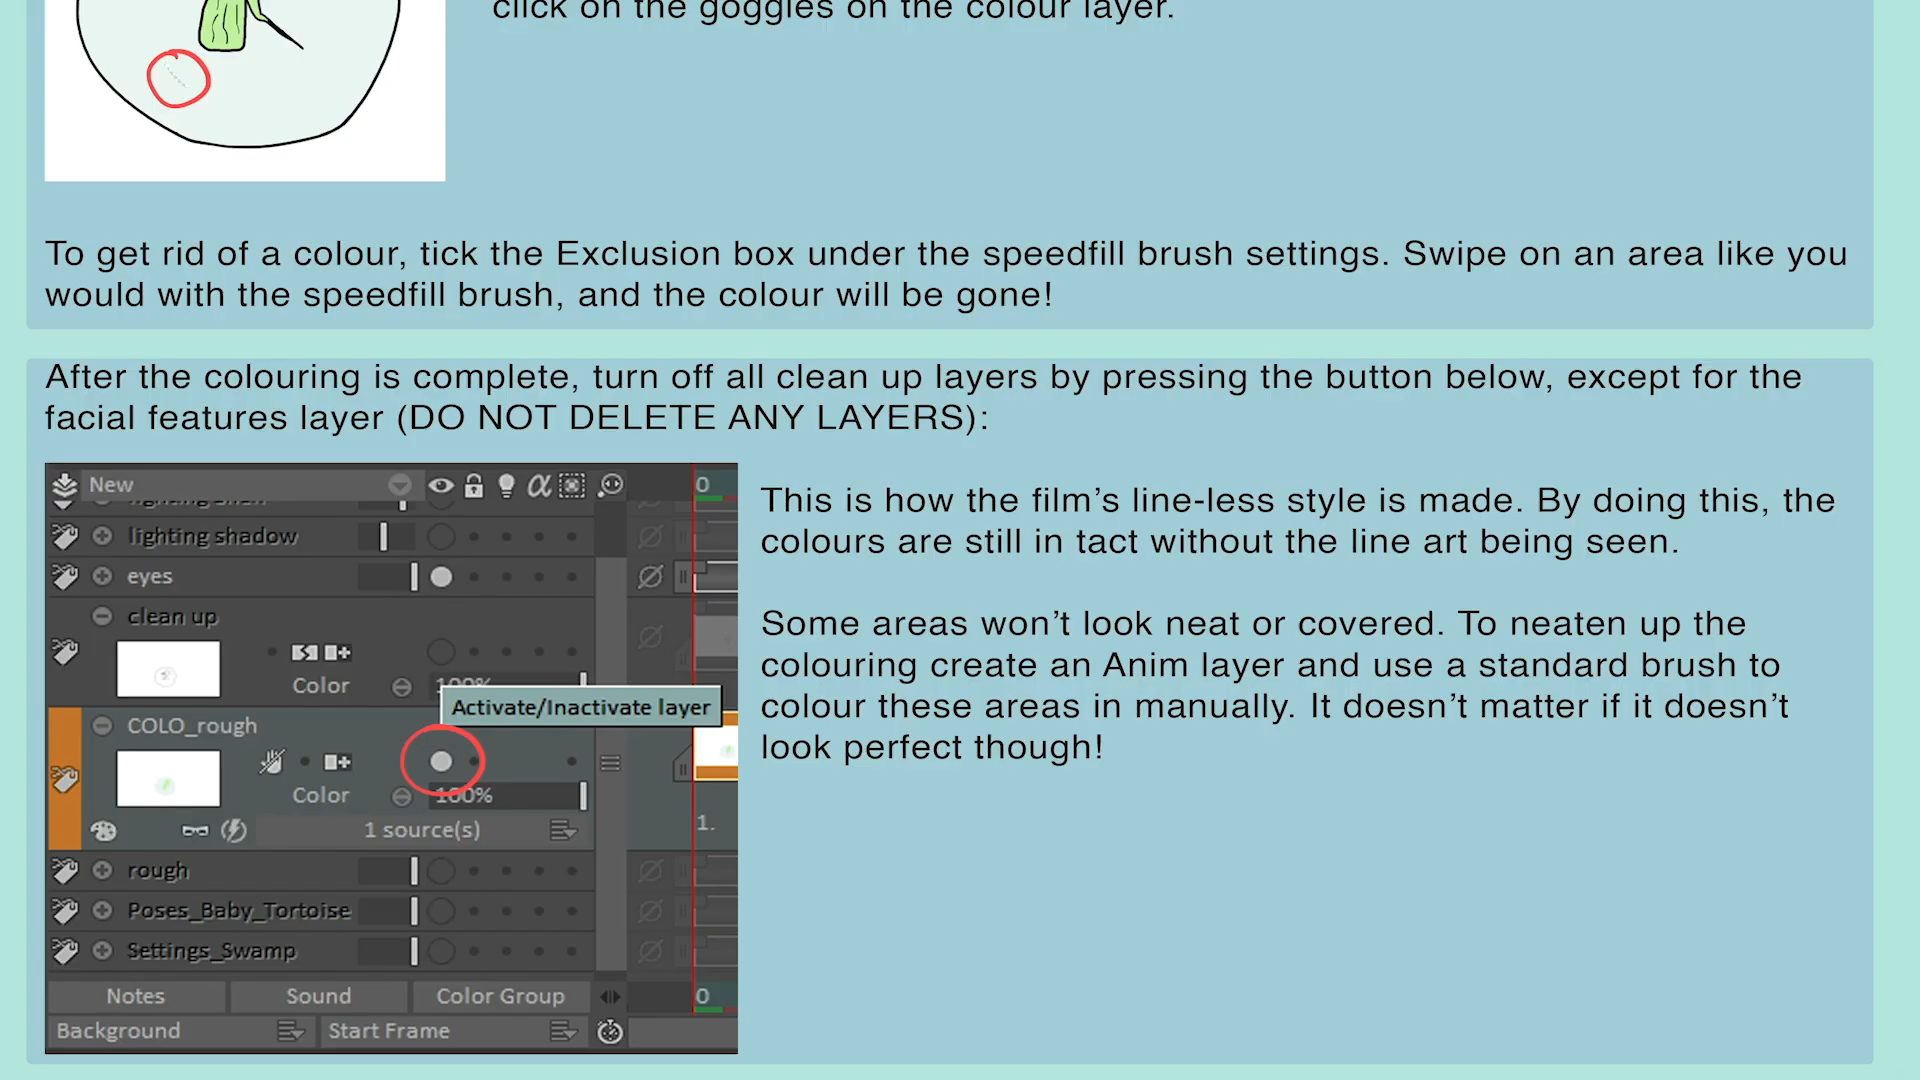 click on the goggles on the colour layer.
To get rid of a colour, tick the Exclusion box under the speedfill brush settings. Swipe on an area like you
would with the speedfill brush, and the colour will be gone!
After the colouring is complete, turn off all clean up layers by pressing the button below, except for the
facial features layer (DO NOT DELETE ANY LAYERS):
New
0
lighting shadow
eyes
clean up
Color
100%
Activate/Inactivate layer
COLO_rough
Color
100%
1 source(s)
1.
rough
Poses_Baby_Tortoise
Settings_Swamp
Notes
Sound
Color Group
0
Background
Start Frame
This is how the film’s line-less style is made. By doing this, the
colours are still in tact without the line art being seen.
Some areas won’t look neat or covered. To neaten up the
colouring create an Anim layer and use a standard brush to
colour these areas in manually. It doesn’t matter if it doesn’t
look perfect though!